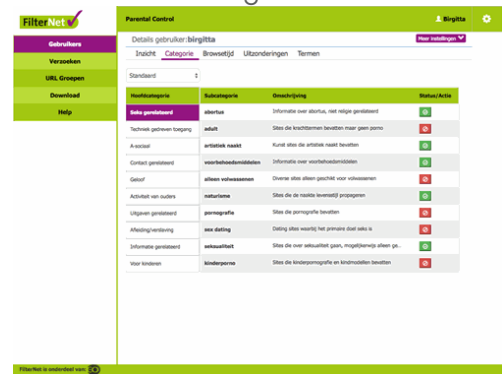 FilterNet
Parental Control
Birgitta
Gebruikers
Verzoeken
URL Groepen
Download
Help
Details gebruiker:birgitta
Meer instellingen
Inzicht Categorie Browsetijd Uitzonderingen Termen
Standaard
Hoofdcategorie Subcategorie Omschrijving Status/Actie
Seks gerelateerd abortus Informatie over abortus, niet religie gerelateerd
Techniek gedreven toegang adult Sites die krachttermen bevatten maar geen porno
A-sociaal artistiek naakt Kunst sites die artistiek naakt bevatten
Contact gerelateerd voorbehoedsmiddelen Informatie over voorbehoedsmiddelen
Geloof alleen volwassenen Diverse sites alleen geschikt voor volwassenen
Activiteit van ouders naturisme Sites die de naakte levensstijl propageren
Uitgaven gerelateerd pornografie Sites die pornografie bevatten
Afleiding/verslaving sex dating Dating sites waarbij het primaire doel seks is
Informatie gerelateerd seksualiteit Sites die over seksualiteit gaan, mogelijkerwijs alleen ge...
Voor kinderen kinderporno Sites die kinderpornografie en kindmodellen bevatten
FilterNet is onderdeel van: